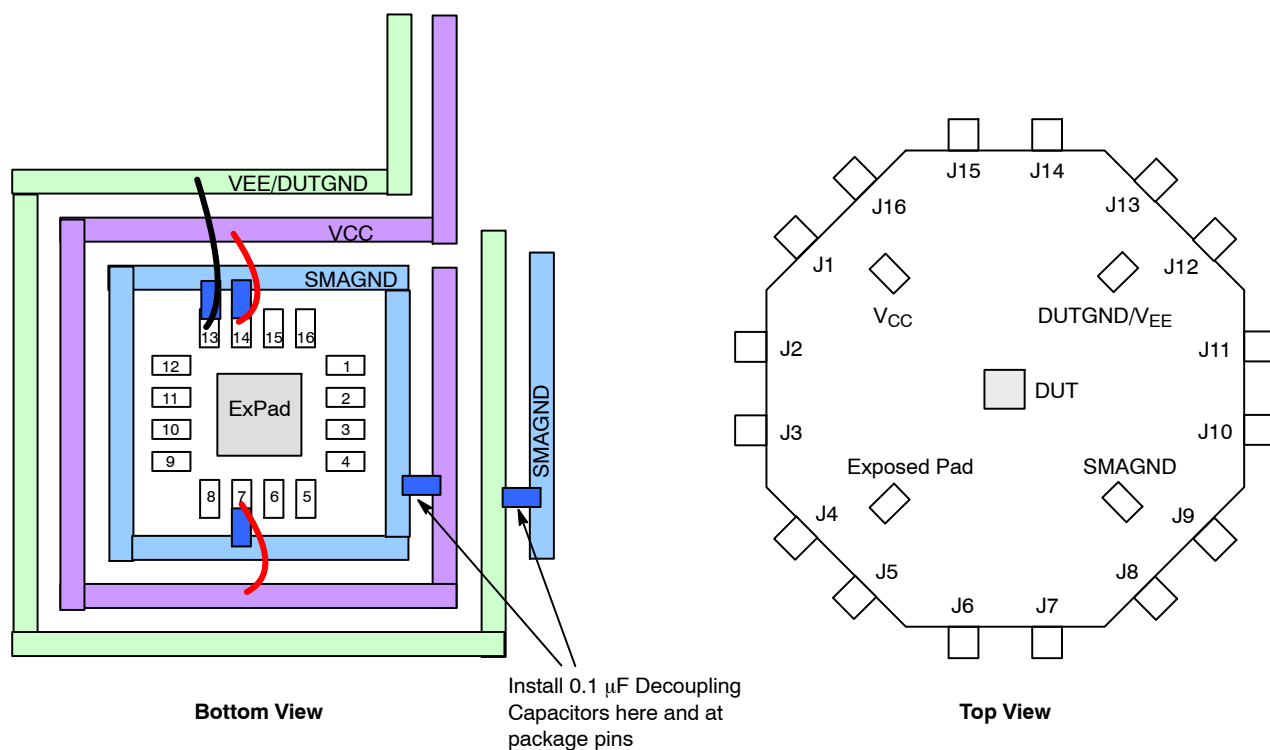 VEE/DUTGND
VCC
SMAGND
13 14 15 16
12 1
11 2
ExPad
10 3
9 4
8 7 6 5
SMAGND
Install 0.1 μF Decoupling
Capacitors here and at
package pins
Bottom View
J15 J14
J16 J13
J1 J12
VCC DUTGND/VEE
J2 J11
DUT
J3 J10
Exposed Pad SMAGND
J4 J9
J5 J8
J6 J7
Top View